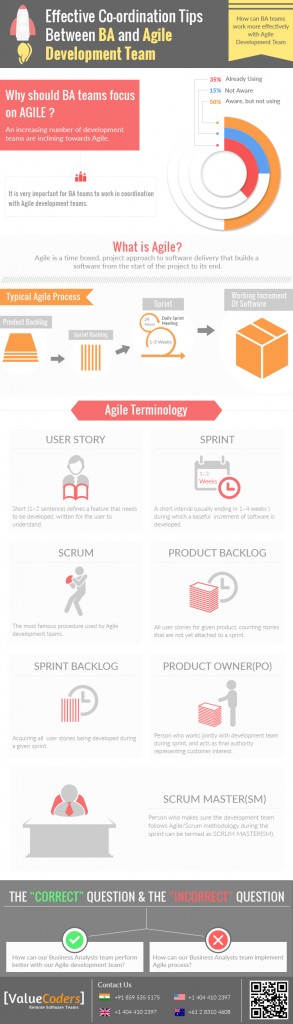 Effective Co-ordination Tips
Between BA and Agile
Development Team
How can BA teams
work more effectively
with Agile
Development Team
35% Already Using
15% Not Aware
50% Aware, but not using
Why should BA teams focus
on AGILE ?
An increasing number of development
teams are inclining towards Agile.
It is very important for BA teams to work in coordination
with Agile development teams.
What is Agile?
Agile is a time boxed, project approach to software delivery that builds a
software from the start of the project to its end.
Typical Agile Process
Product Backlog
Sprint Backlog
Sprint
24
Hours
Daily Sprint
Meeting
1-3 Weeks
Working Increment
Of Software
Agile Terminology
USER STORY
Short (1-2 sentence) defines a feature that needs
to be developed, written for the user to
understand.
SPRINT
Weeks
A short interval (usually ending in 1-4 weeks )
during which a easeful increment of software is
developed.
SCRUM
The most famous procedure used by Agile
development teams.
PRODUCT BACKLOG
All user stories for given product, counting stories
that are not yet attached to a sprint.
SPRINT BACKLOG
Acquiring all user stories being developed during
a given sprint.
PRODUCT OWNER(PO)
Person who works jointly with development team
during sprint, and acts as final authority
representing customer interest.
SCRUM MASTER(SM)
Person who makes sure the development team
follows Agile/Scrum methodology during the
sprint can be termed as SCRUM MASTER(SM)
THE "CORRECT" QUESTION & THE "INCORRECT" QUESTION
How can our Business Analysts team perform
better with our Agile development team?
How can our Business Analysts team implement
Agile process?
[ValueCoders]
Remote Software Teams
Contact Us
+91 859 535 5175
+1 404 410 2397
+44 1 404 410 2397
+61 2 8310 4608